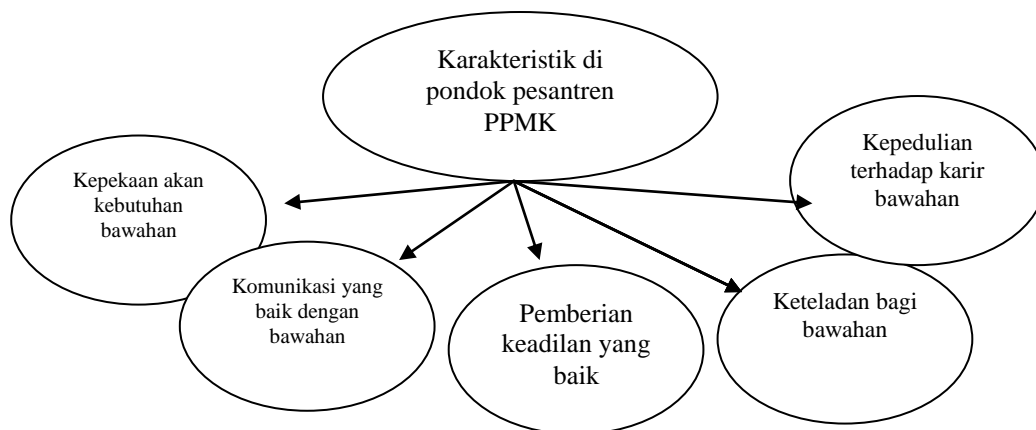 Karakteristik di
pondok pesantren
PPMK
Kepekaan akan
kebutuhan
bawahan
Komunikasi yang
baik dengan
bawahan
Pemberian
keadilan yang
baik
Keteladan bagi
bawahan
Kepedulian
terhadap karir
bawahan